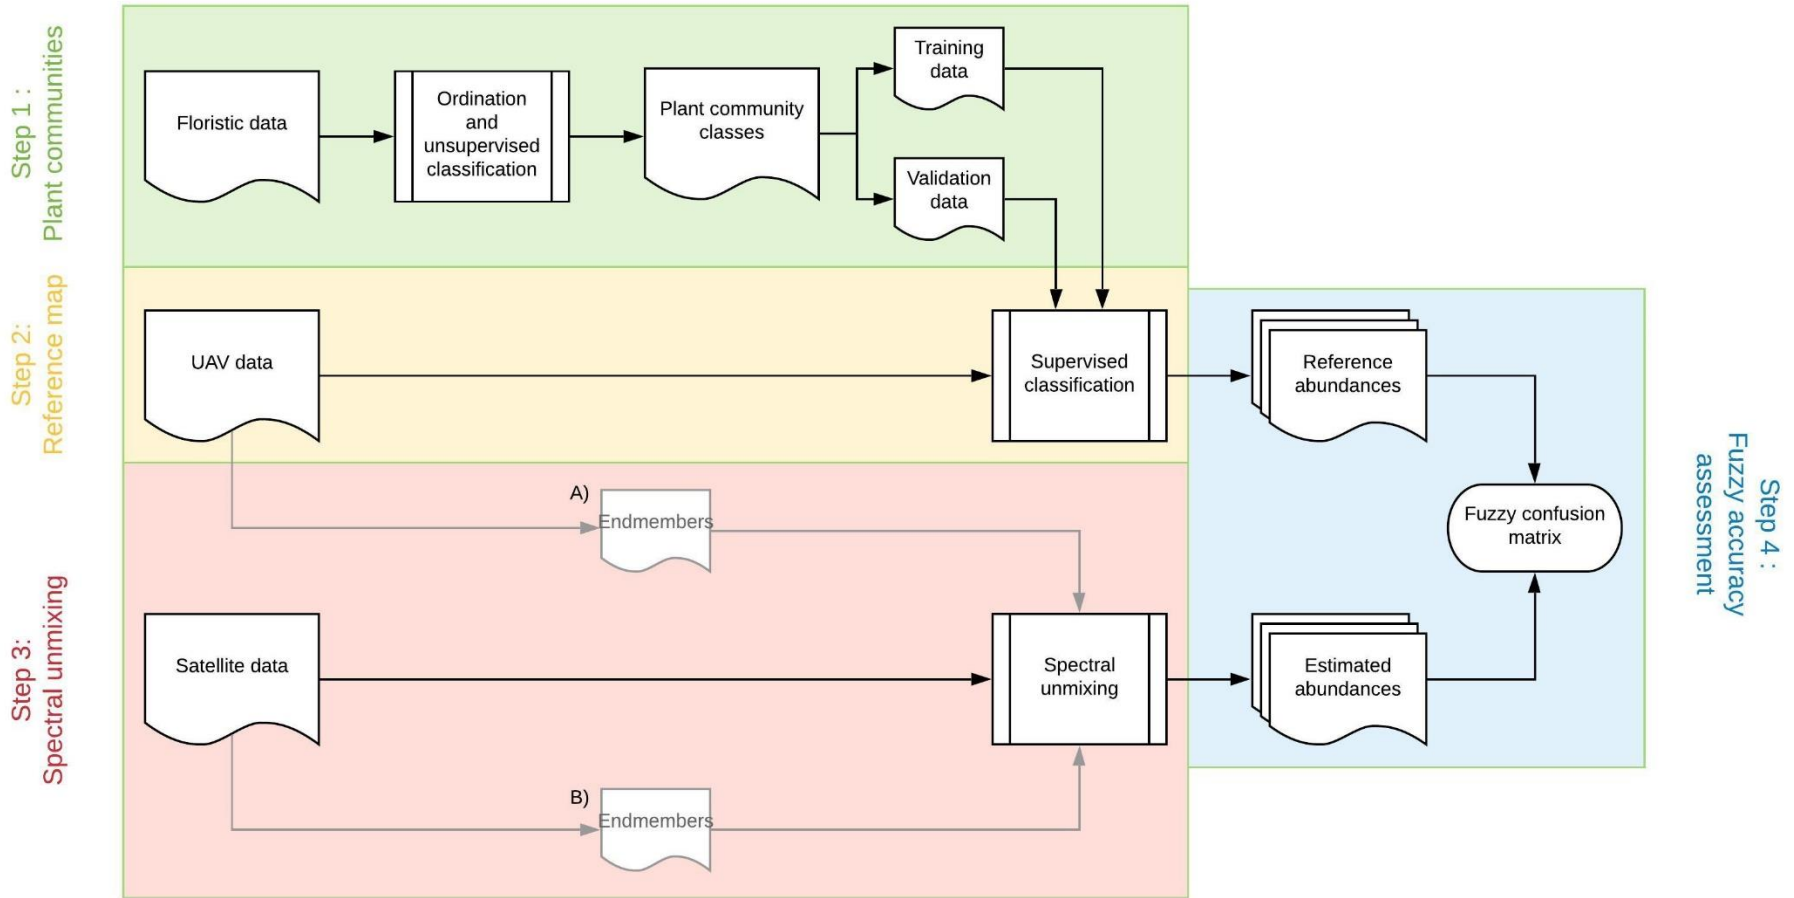 Step 1 :
Plant communities
Floristic data
Ordination
and
unsupervised
classification
Plant community
classes
Training
data
Validation
data
Step 2:
Reference map
UAV data
Supervised
classification
Reference
abundances
Step 3:
Spectral unmixing
A)
Endmembers
Satellite data
Spectral
unmixing
Estimated
abundances
B)
Endmembers
Fuzzy confusion
matrix
Step 4 :
Fuzzy accuracy
assessment